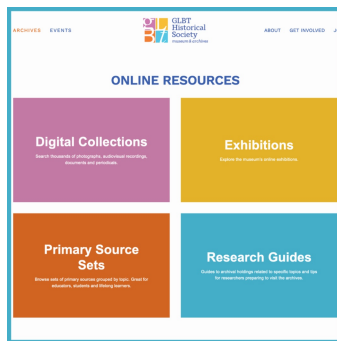 GLBT
Historical
Society
museum & archives
ARCHIVES EVENTS
ABOUT GET INVOLVED
ONLINE RESOURCES
Digital Collections
Search thousands of photographs, audiovisual recordings,
documents and periodicals.
Exhibitions
Explore the museum's online exhibitions
Primary Source
Sets
Browse sets of primary sources grouped by topic. Great for
educators, students and lifelong learners.
Research Guides
Guides to archival holdings related to specific topics and tips
for researchers preparing to visit the archives.